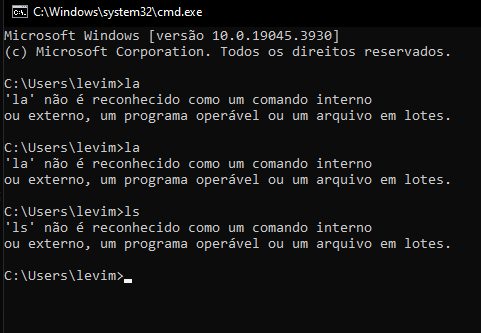 C:\Windows\system32\cmd.exe
Microsoft Windows [versão 10.0.19045.3930]
(c) Microsoft Corporation. Todos os direitos reservados.
C:\Users\levim>la
'la' não é reconhecido como um comando interno
ou externo, um programa operável ou um arquivo em lotes.
C:\Users\levim>la
'la' não é reconhecido como um comando interno
ou externo, um programa operável ou um arquivo em lotes.
C:\Users\levim>ls
'ls' não é reconhecido como um comando interno
ou externo, um programa operável ou um arquivo em lotes.
C:\Users\levim>